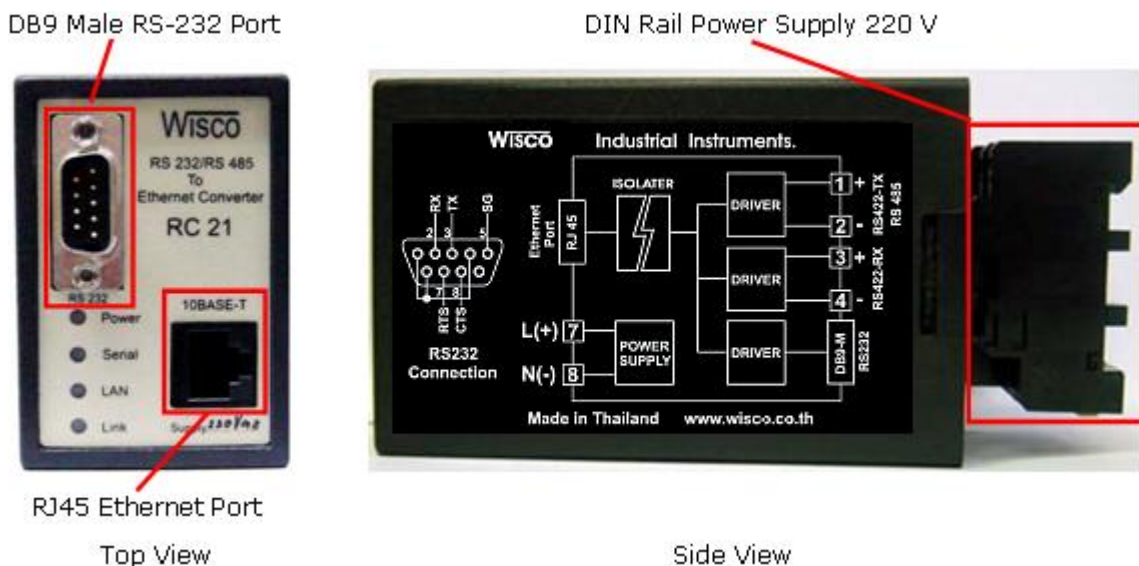 DB9 Male RS-232 Port
DIN Rail Power Supply 220 V
WISCO
RS 232/RS 485
To
Ethernet Converter
RC 21
RS 232
10BASE-T
Power
Serial
LAN
Link
Supply 220 Vac
RJ45 Ethernet Port
Top View
WISCO Industrial Instruments.
RX
TX
SG
2 3 5
7 8
RTS
CTS
RS232
Connection
Ethernet
Port
RJ 45
ISOLATER
DRIVER
DRIVER
DRIVER
1 +
2 -
3 +
4 -
RS422-TX
RS 485
RS422-RX
DB9-M
RS232
L(+) 7
N(-) 8
POWER
SUPPLY
Made in Thailand www.wisco.co.th
Side View